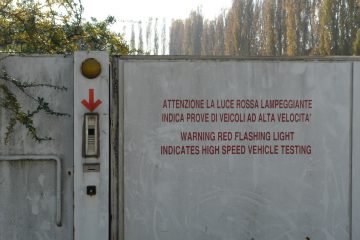 ATTENZIONE LA LUCE ROSSA LAMPEGGIANTE
INDICA PROVE DI VEICOLI AD ALTA VELOCITA'
WARNING RED FLASHING LIGHT
INDICATES HIGH SPEED VEHICLE TESTING